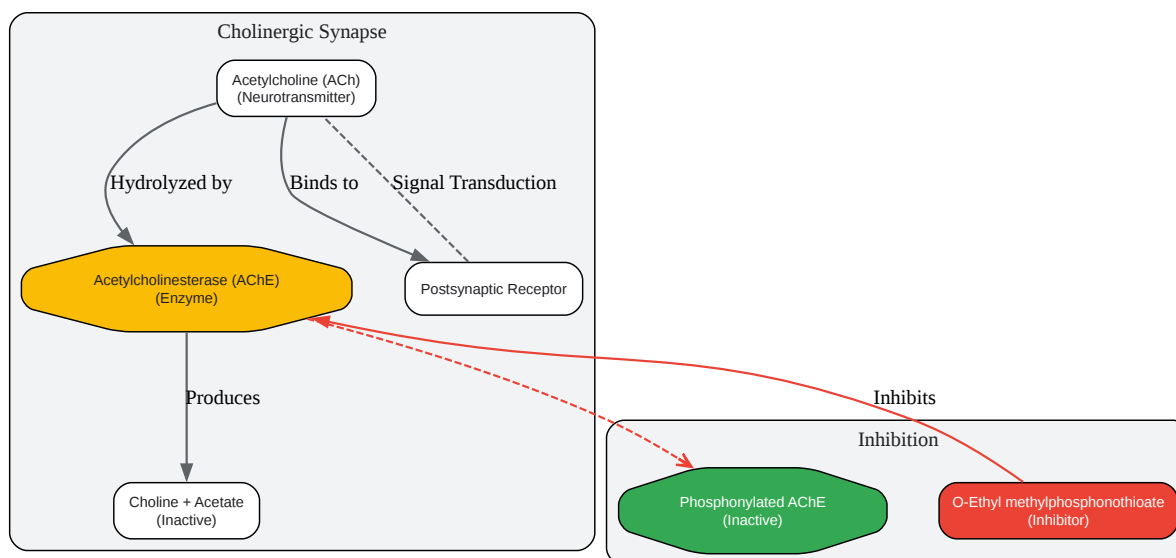 Cholinergic Synapse
Acetylcholine (ACh)
(Neurotransmitter)
Hydrolyzed by
Binds to
Signal Transduction
Acetylcholinesterase (AChE)
(Enzyme)
Postsynaptic Receptor
Produces
Inhibits
Inhibition
Choline + Acetate
(Inactive)
Phosphonylated AChE
(Inactive)
O-Ethyl methylphosphonothioate
(Inhibitor)